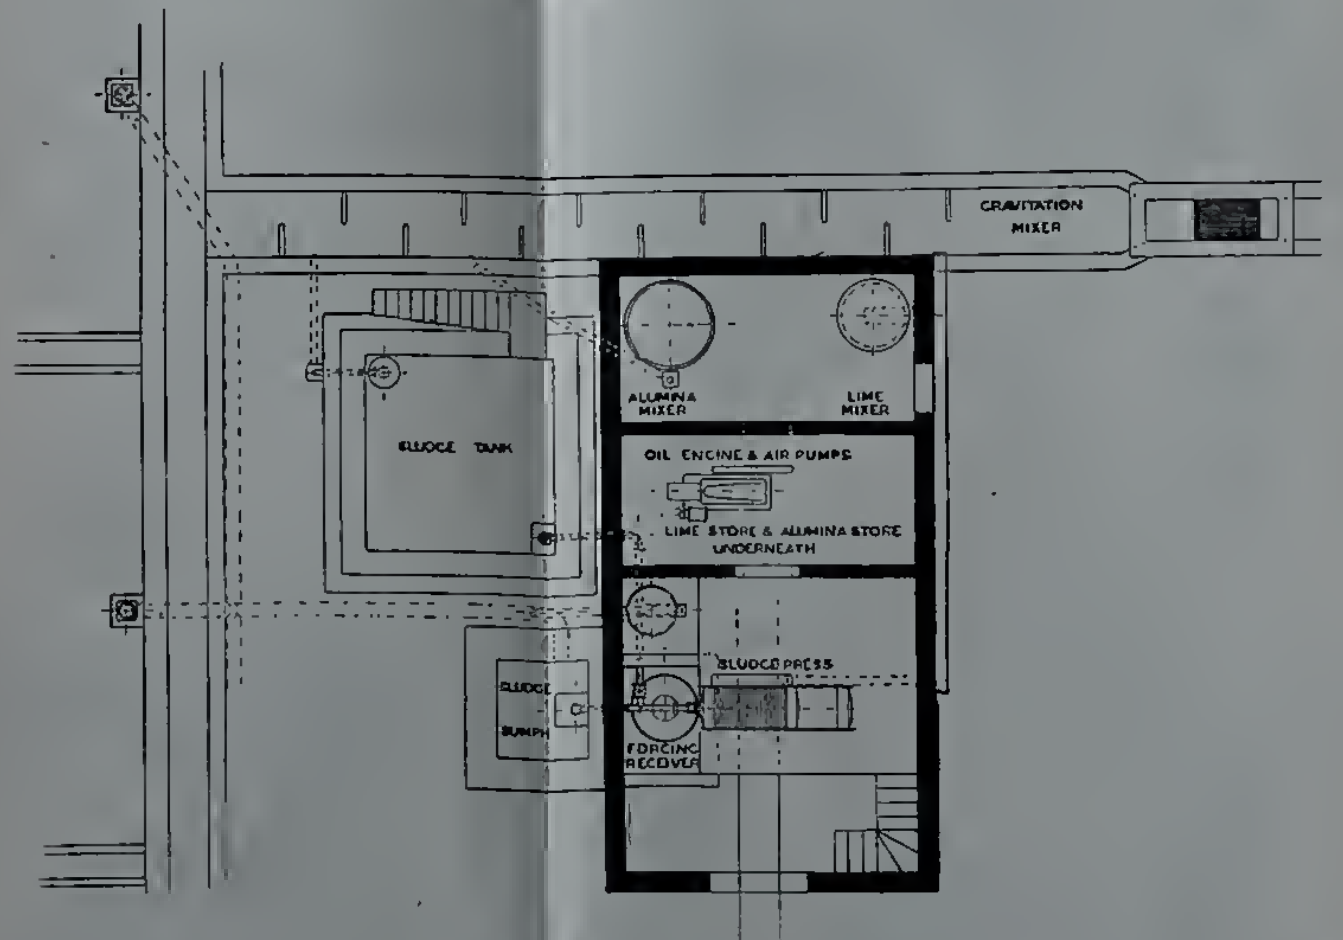 GRAVITATION
MIXER
ALUMINA
MIXER
LIME
MIXER
SLUDGE TANK
OIL ENGINE & AIR PUMPS
LIME STORE & ALUMINA STORE
UNDERNEATH
SLUDGE PRESS
SLUDGE
SUMPH
FORCING
RECEIVER